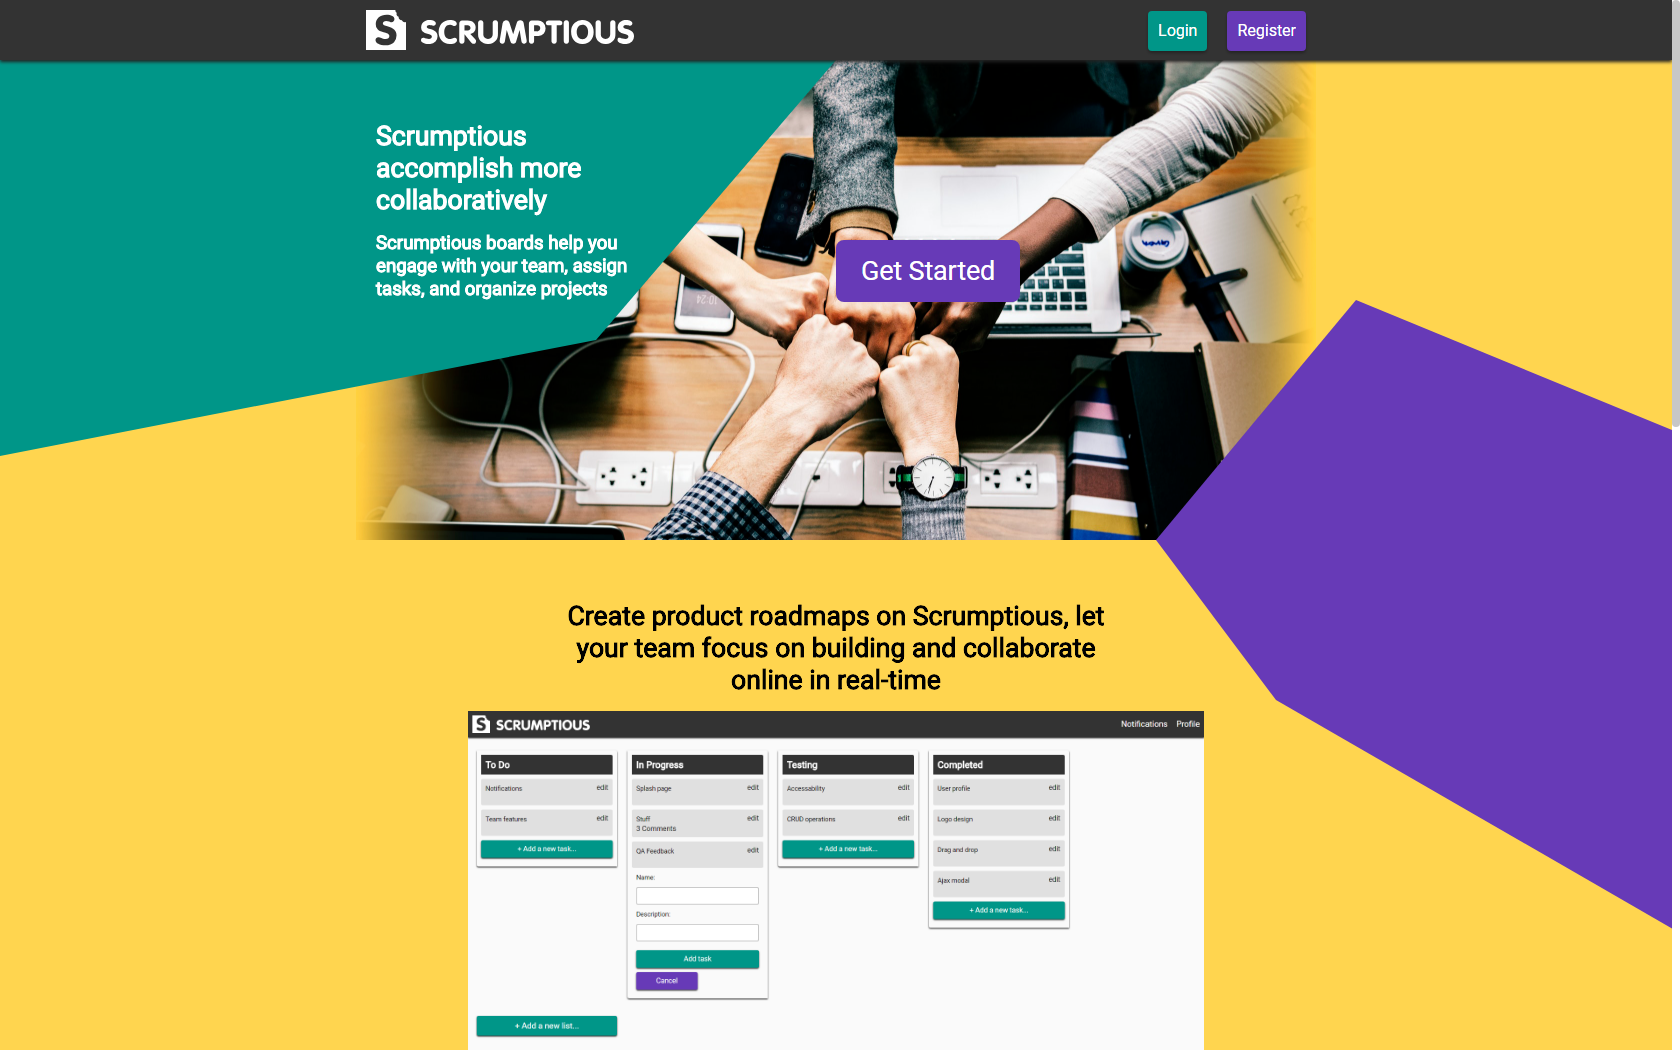 S SCRUMPTIOUS
Login
Register
Scrumptious
accomplish more
collaboratively
Scrumptious boards help you
engage with your team, assign
tasks, and organize projects
Get Started
Create product roadmaps on Scrumptious, let
your team focus on building and collaborate
online in real-time
S SCRUMPTIOUS
Notifications
Profile
To Do
Notifications
edit
Team features
edit
+ Add a new task...
In Progress
Splash page
edit
Stuff
edit
3 Comments
QA Feedback
edit
Name:
Description:
Add task
Cancel
Testing
Accessability
edit
CRUD operations
edit
+ Add a new task...
Completed
User profile
edit
Logo design
edit
Drag and drop
edit
Ajax modal
edit
+ Add a new task...
+ Add a new list...